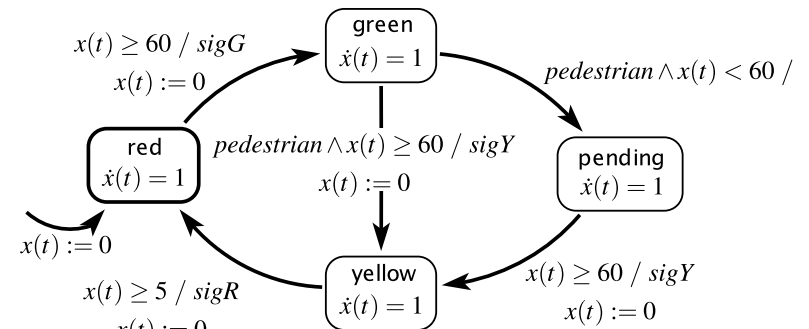 green
ẋ(t) = 1
x(t) ≥ 60 / sigG
x(t) := 0
pedestrian ∧ x(t) < 60 /
red
ẋ(t) = 1
pedestrian ∧ x(t) ≥ 60 / sigY
x(t) := 0
pending
ẋ(t) = 1
x(t) := 0
yellow
ẋ(t) = 1
x(t) ≥ 60 / sigY
x(t) := 0
x(t) ≥ 5 / sigR
x(t) := 0